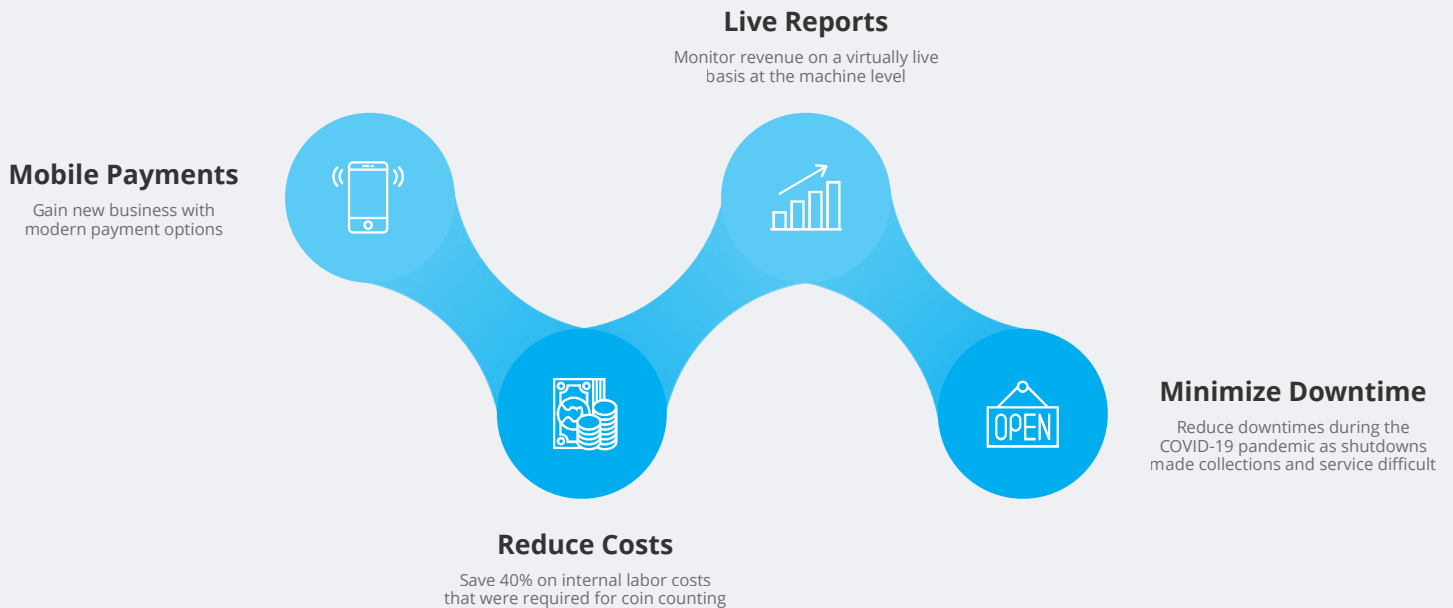 Live Reports
Monitor revenue on a virtually live
basis at the machine level
Mobile Payments
Gain new business with
modern payment options
OPEN
Minimize Downtime
Reduce downtimes during the
COVID-19 pandemic as shutdowns
made collections and service difficult
Reduce Costs
Save 40% on internal labor costs
that were required for coin counting